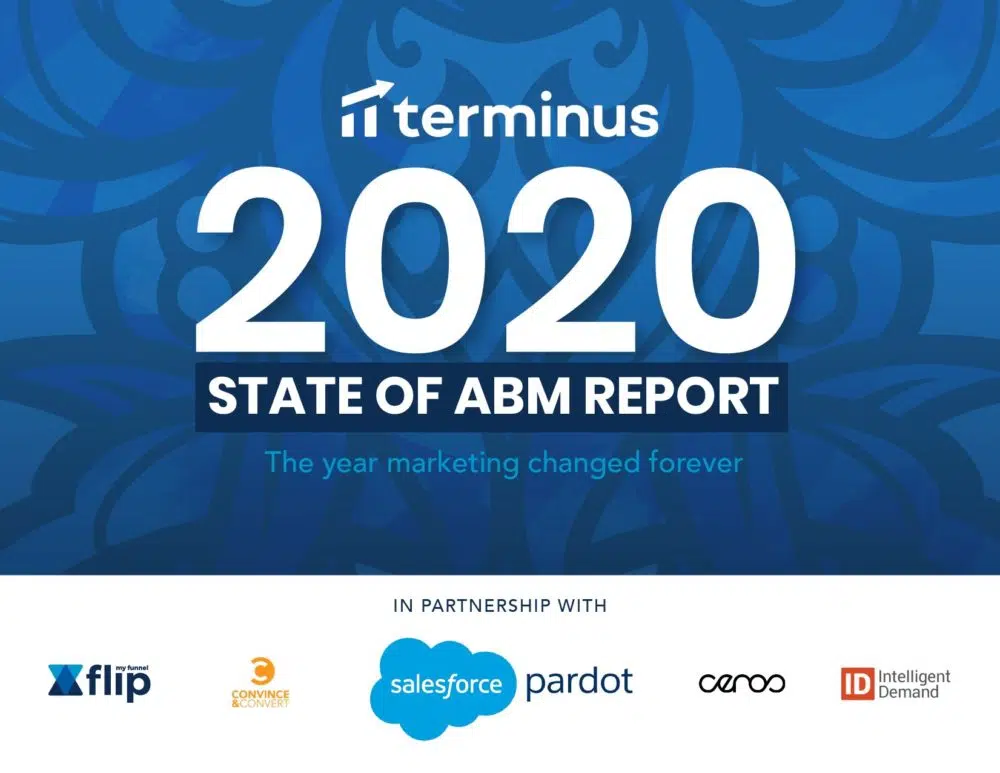 terminus
2020
STATE OF ABM REPORT
The year marketing changed forever
IN PARTNERSHIP WITH
flip my funnel
CONVINCE
&CONVERT
salesforce pardot
ceros
ID Intelligent
Demand